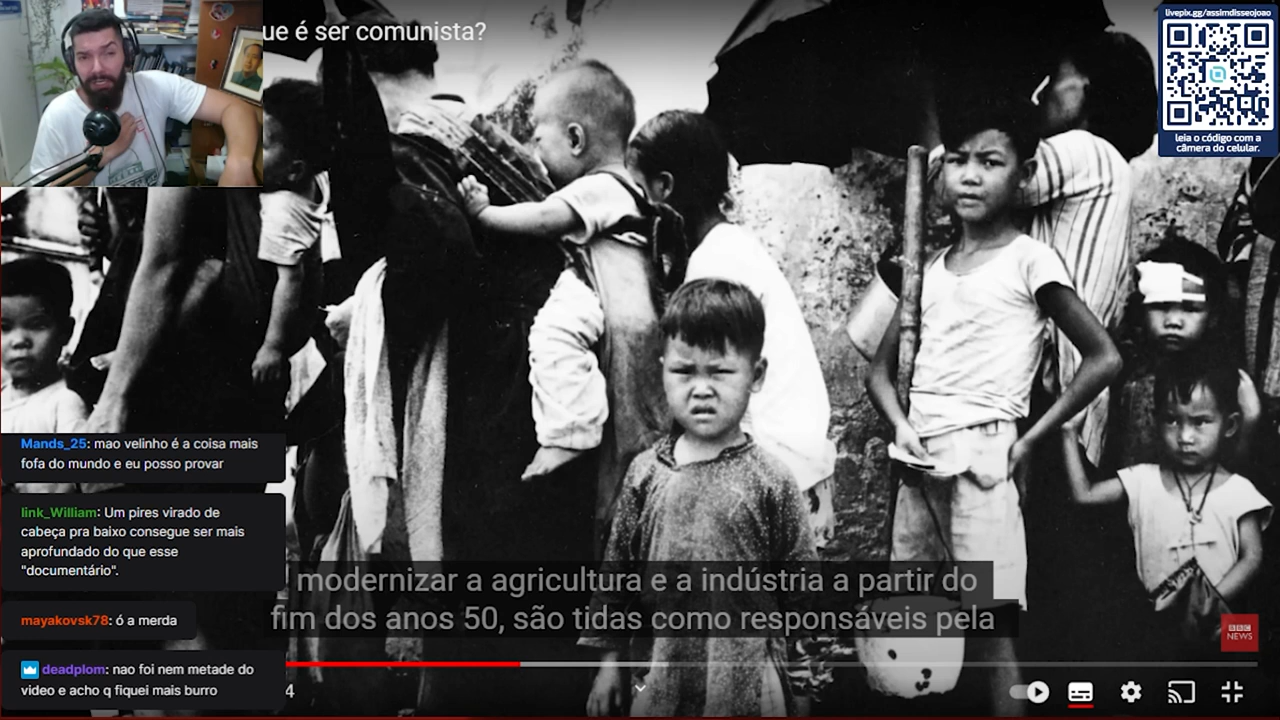 ue é ser comunista?
livepix.gg/assimdisseojoao
leia o código com a
câmera do celular.
Mands_25: mao velinho é a coisa mais
fofa do mundo e eu posso provar
link_William: Um pires virado de
cabeça pra baixo consegue ser mais
aprofundado do que esse
"documentário".
mayakovsk78: ó a merda
deadplom: nao foi nem metade do
video e acho q fiquei mais burro
modernizar a agricultura e a indústria a partir do
fim dos anos 50, são tidas como responsáveis pela
BBC
NEWS
4